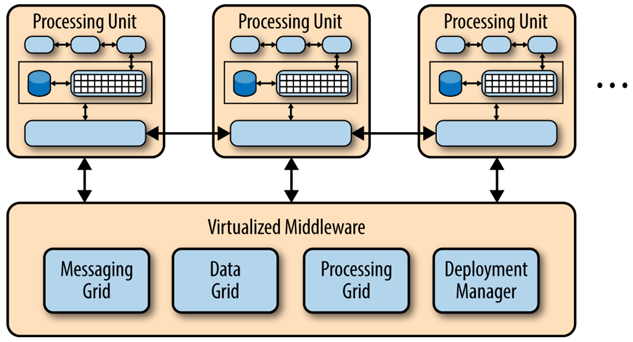 Processing Unit
Processing Unit
Processing Unit
...
Virtualized Middleware
Messaging
Grid
Data
Grid
Processing
Grid
Deployment
Manager